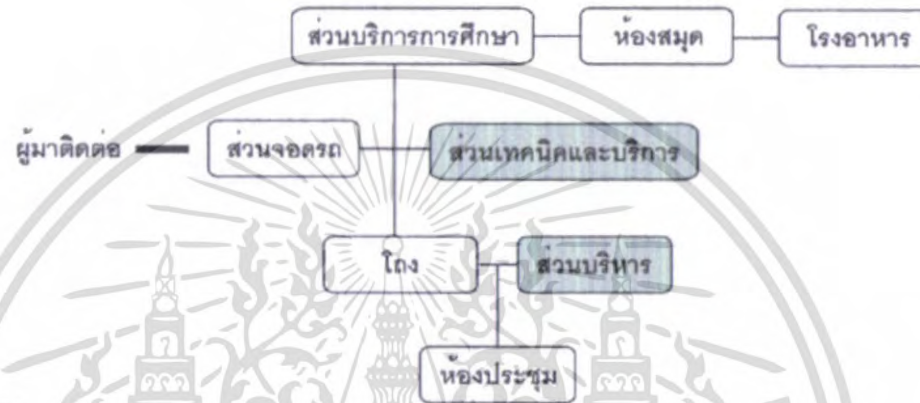 ส่วนบริการการศึกษา ห้องสมุด โรงอาหาร
ผู้มาติดต่อ ส่วนจอดรถ ส่วนเทคนิคและบริการ
โถง ส่วนบริหาร
ห้องประชุม